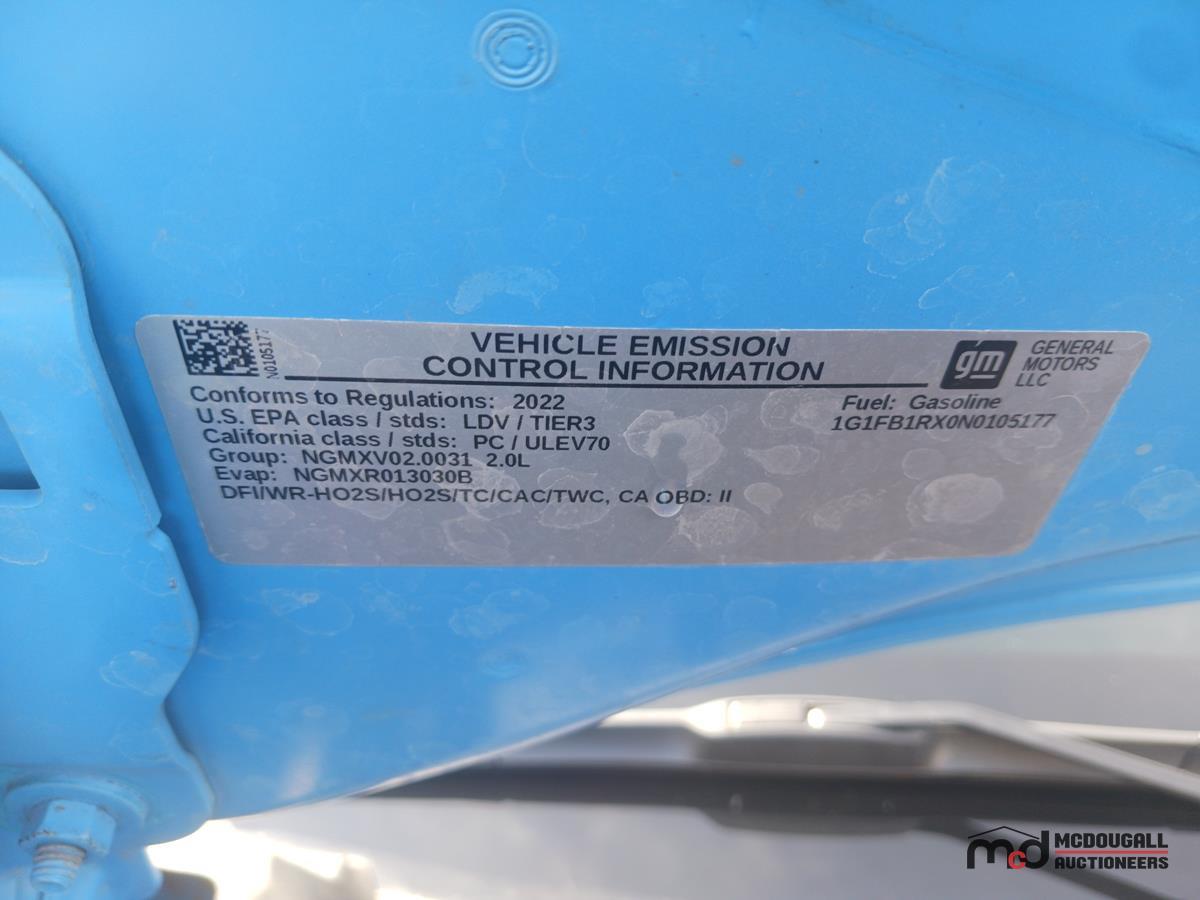 N0105177
VEHICLE EMISSION
CONTROL INFORMATION
gm GENERAL
MOTORS
LLC
Conforms to Regulations: 2022
Fuel: Gasoline
U.S. EPA class / stds: LDV / TIER3
1G1FB1RX0N0105177
California class / stds: PC / ULEV70
Group: NGMXV02.0031 2.0L
Evap: NGMXR013030B
DFI/WR-HO2S/HO2S/TC/CAC/TWC, CA OBD: II
mcd MCDOUGALL
AUCTIONEERS